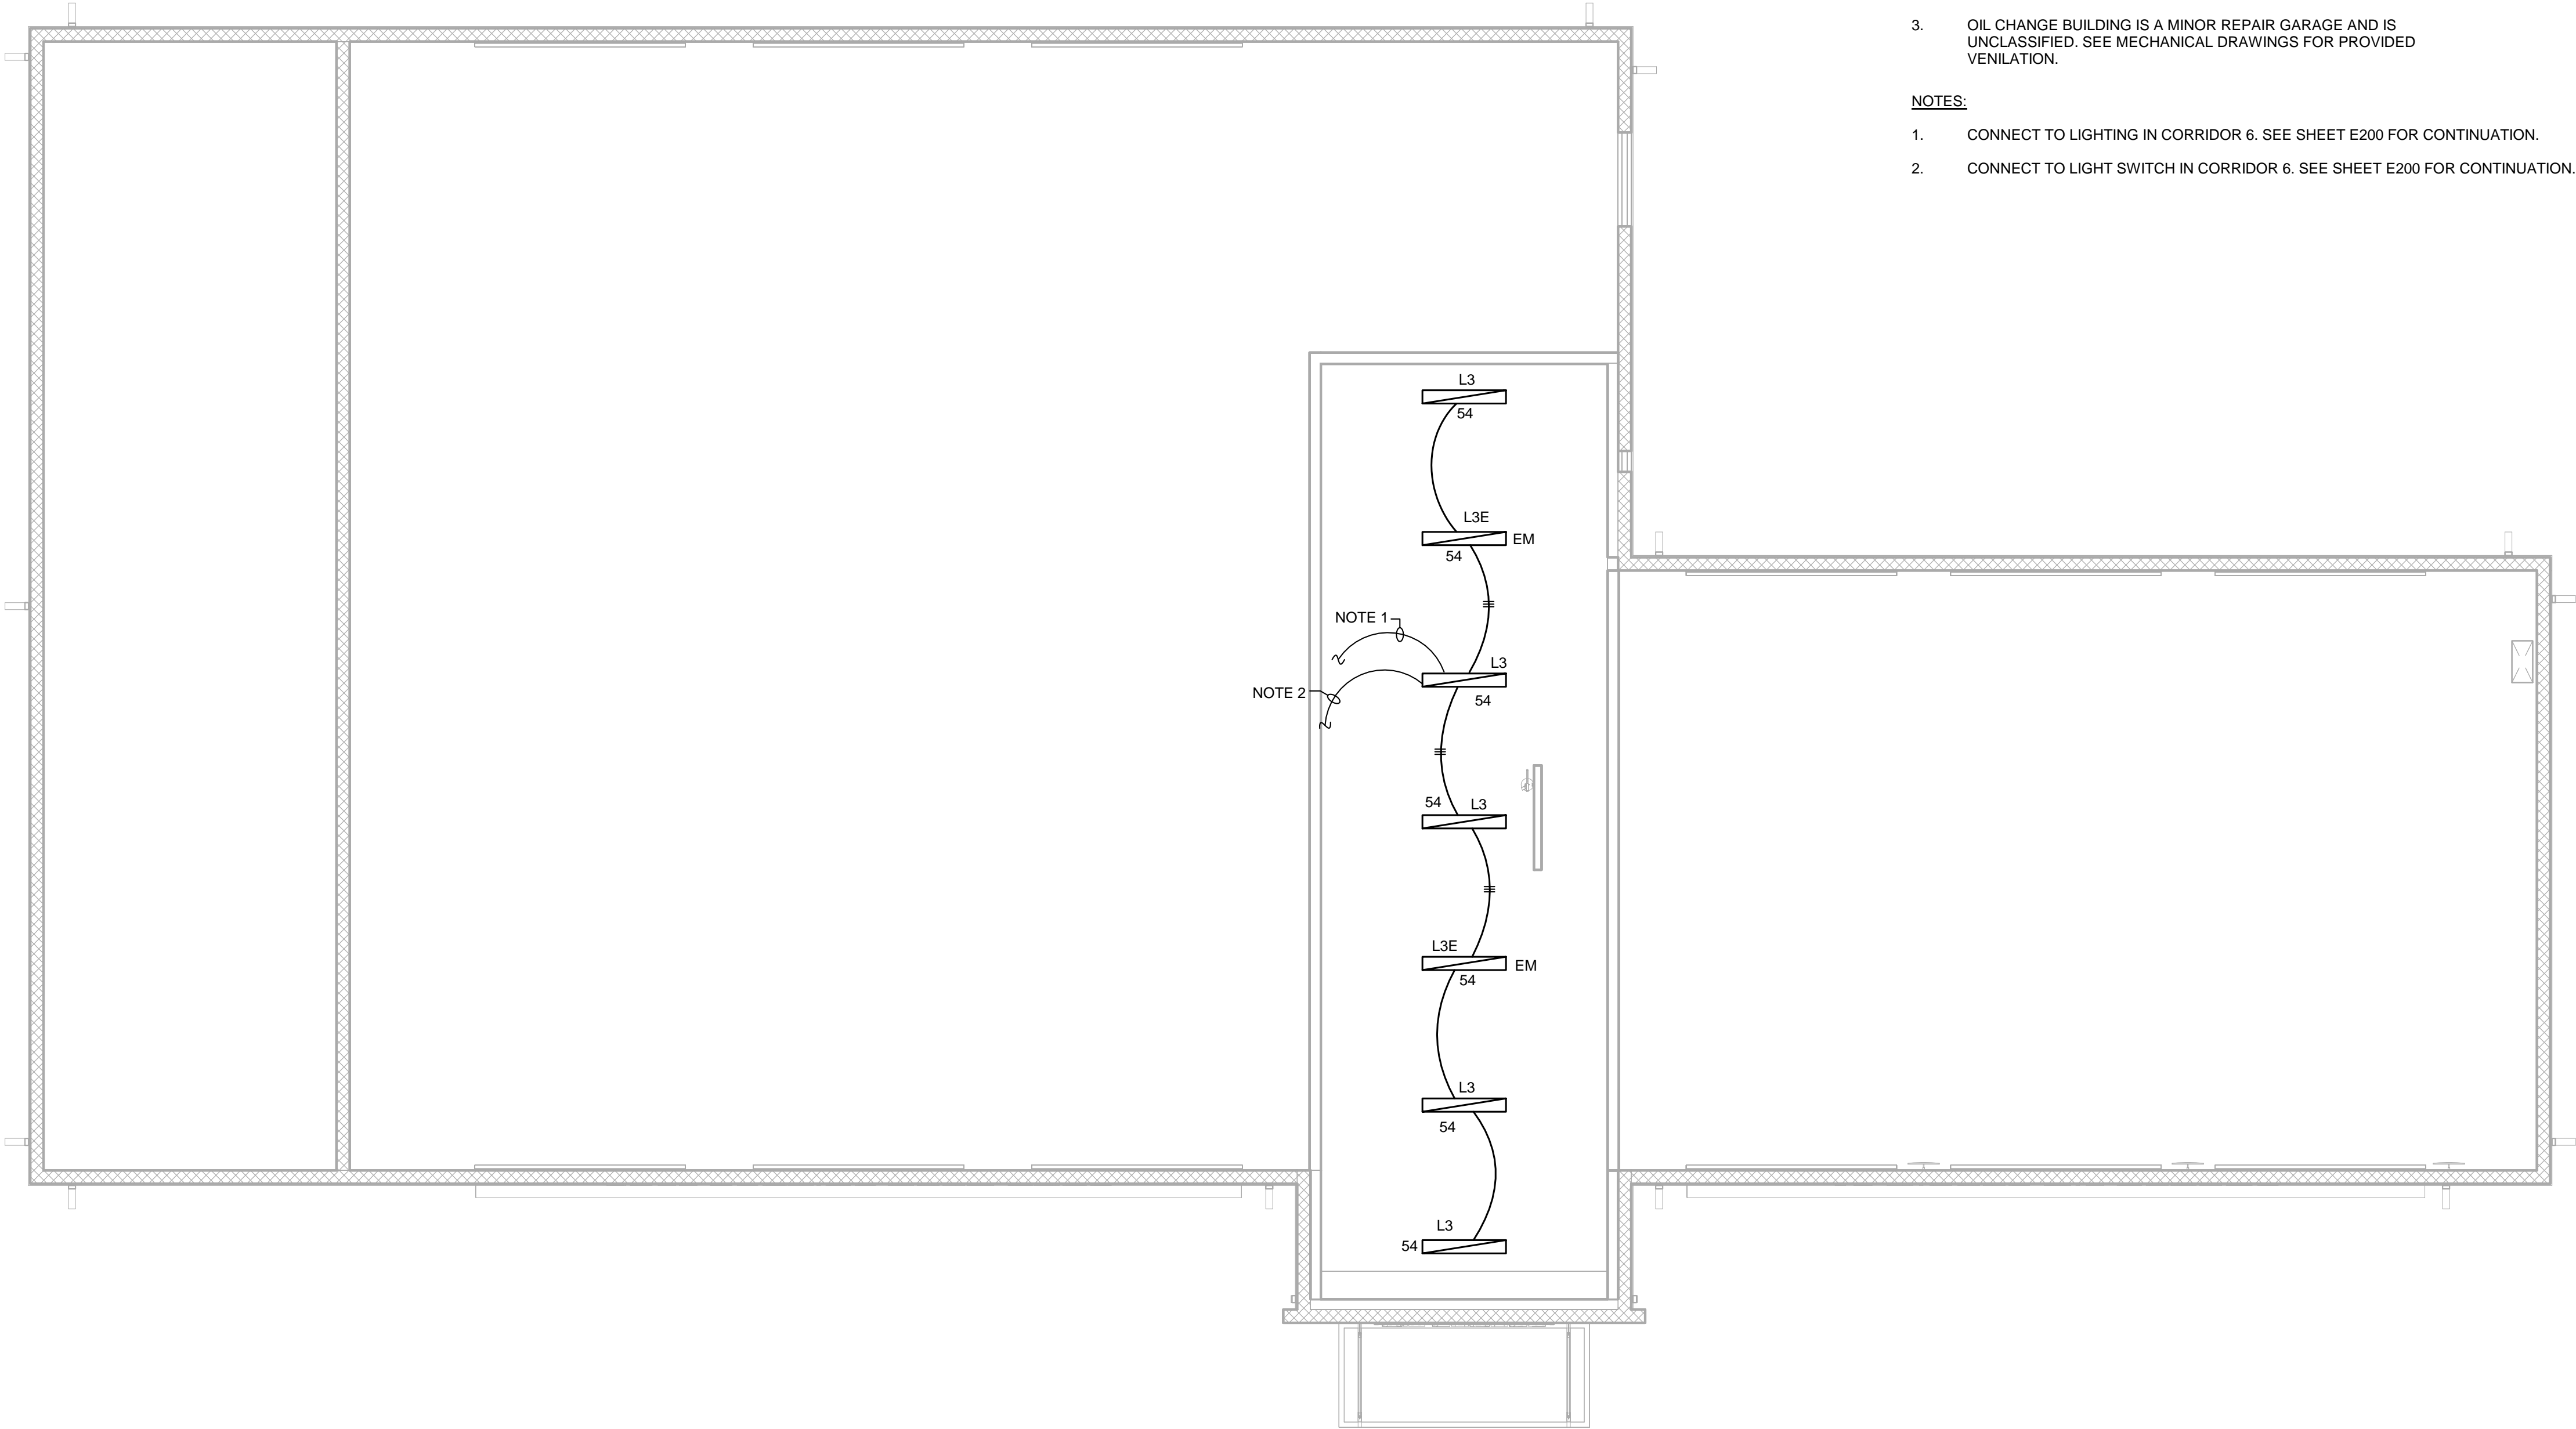 3. OIL CHANGE BUILDING IS A MINOR REPAIR GARAGE AND IS
UNCLASSIFIED. SEE MECHANICAL DRAWINGS FOR PROVIDED
VENILATION.
NOTES:
1. CONNECT TO LIGHTING IN CORRIDOR 6. SEE SHEET E200 FOR CONTINUATION.
2. CONNECT TO LIGHT SWITCH IN CORRIDOR 6. SEE SHEET E200 FOR CONTINUATION.
L3
54
L3E
EM
54
NOTE 1
L3
NOTE 2
54
54
L3
L3E
EM
54
L3
54
L3
54